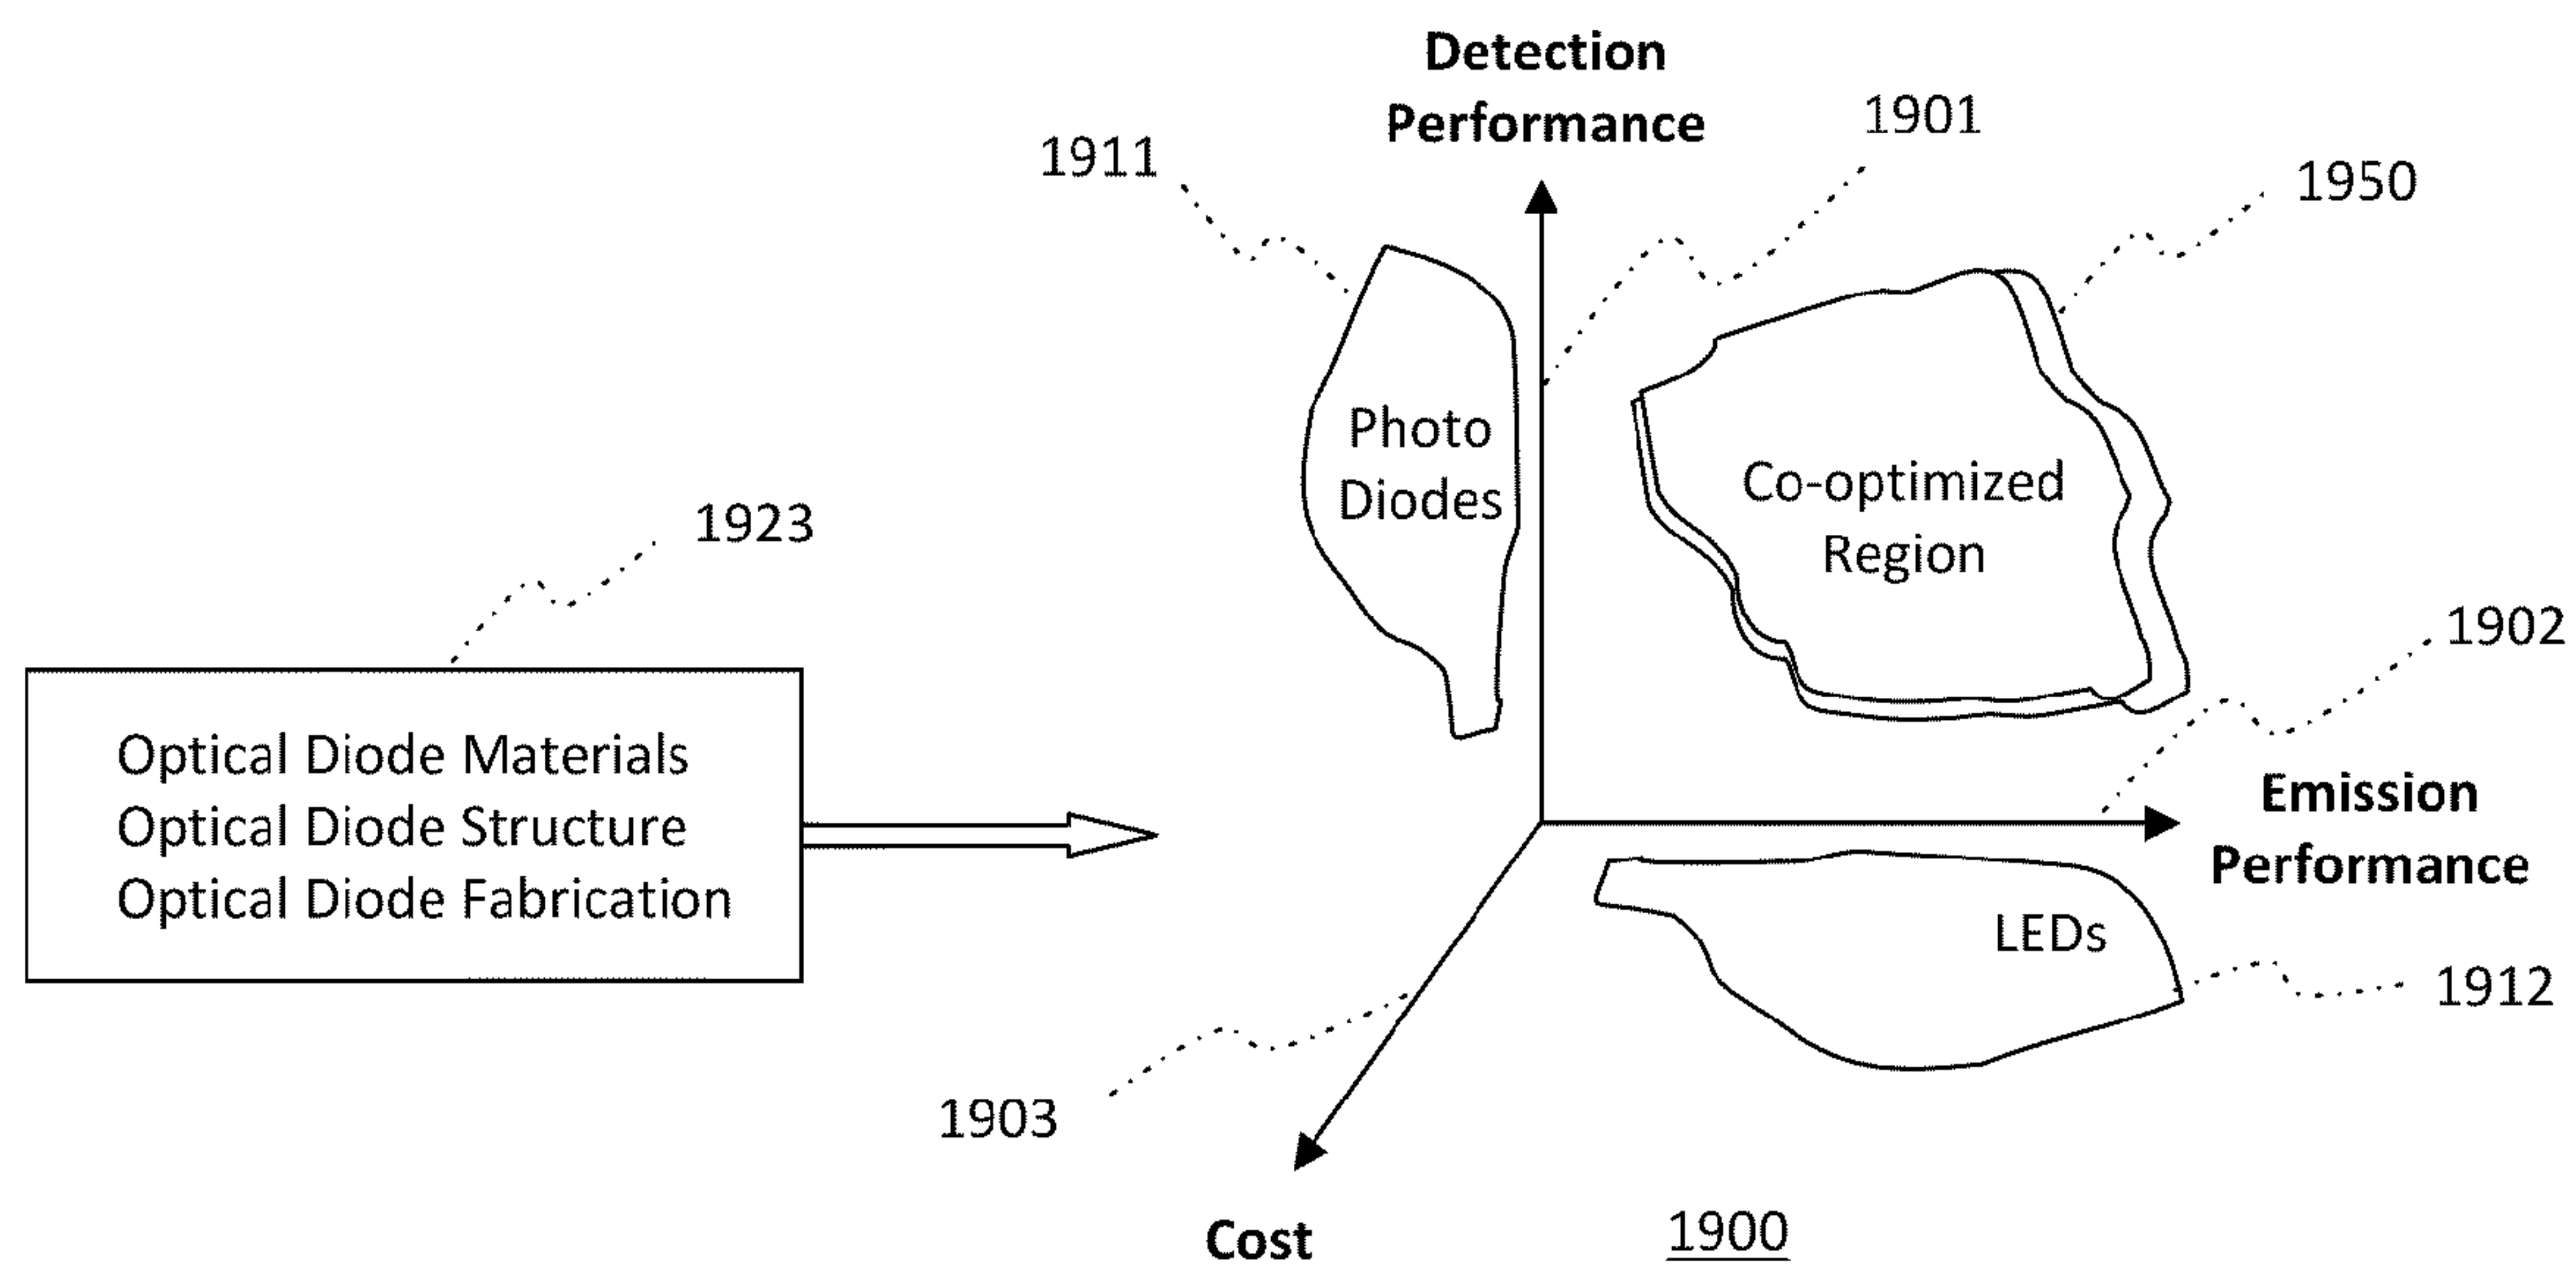 Detection
Performance
1901
1911
1950
Photo
Diodes
Co-optimized
Region
1923
1902
Optical Diode Materials
Optical Diode Structure
Optical Diode Fabrication
Emission
Performance
LEDs
1912
1903
Cost
1900